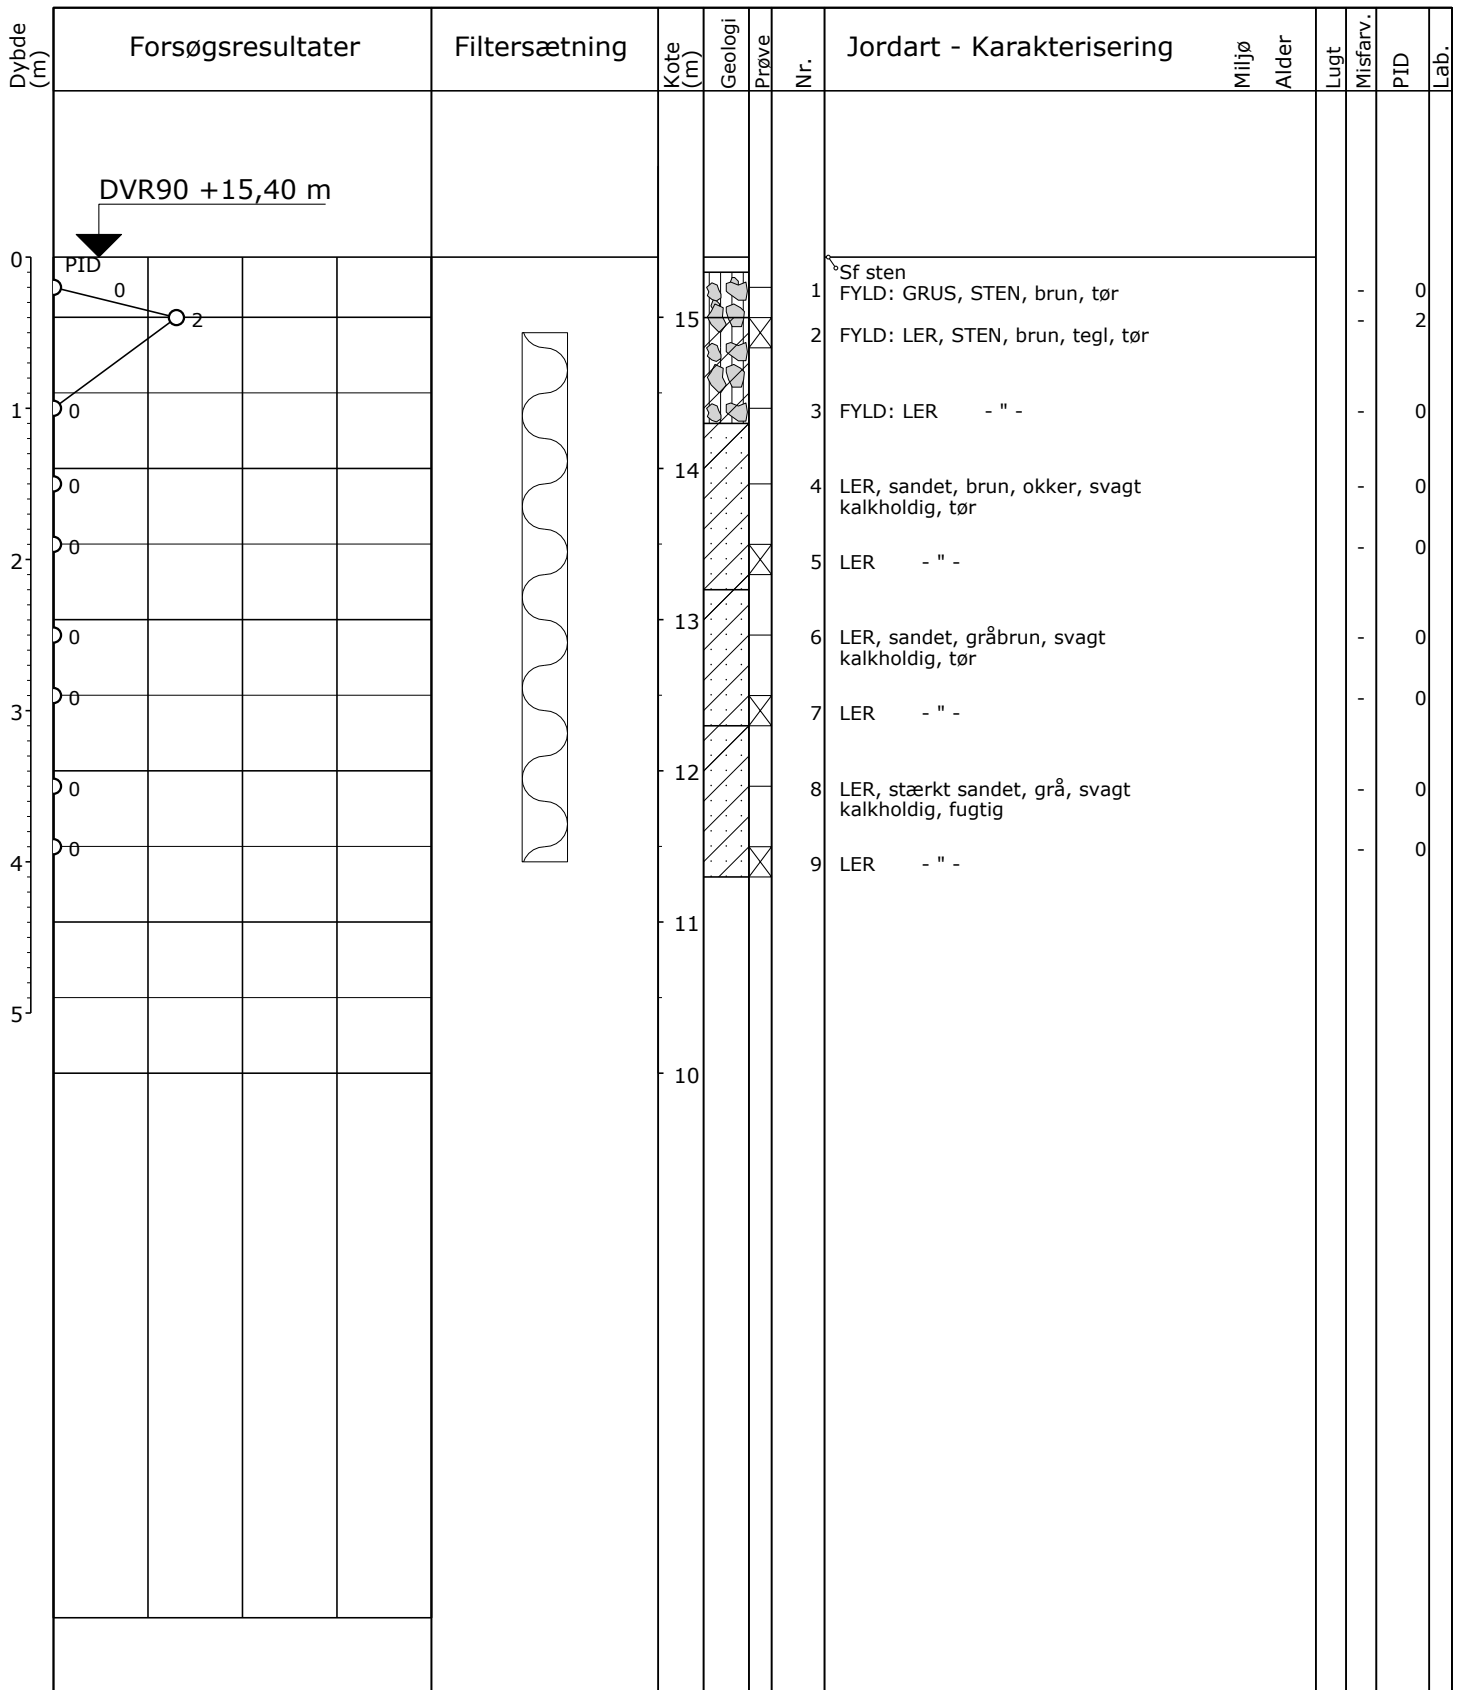 Dybde (m) Forsøgsresultater Filtersætning Kote (m) Geologi Prøve Nr. Jordart - Karakterisering Miljø Alder Lugt Misfarv. PID Lab.
DVR90 +15,40 m
0 PID
Sf sten
0 1 FYLD: GRUS, STEN, brun, tør - 0
2 15 - 2
2 FYLD: LER, STEN, brun, tegl, tør
1 0 3 FYLD: LER - " - - 0
14
0 4 LER, sandet, brun, okker, svagt - 0
kalkholdig, tør
0 - 0
2 5 LER - " -
13
0 6 LER, sandet, gråbrun, svagt - 0
kalkholdig, tør
0 - 0
3 7 LER - " -
12
0 8 LER, stærkt sandet, grå, svagt - 0
kalkholdig, fugtig
0 - 0
4 9 LER - " -
11
5
10